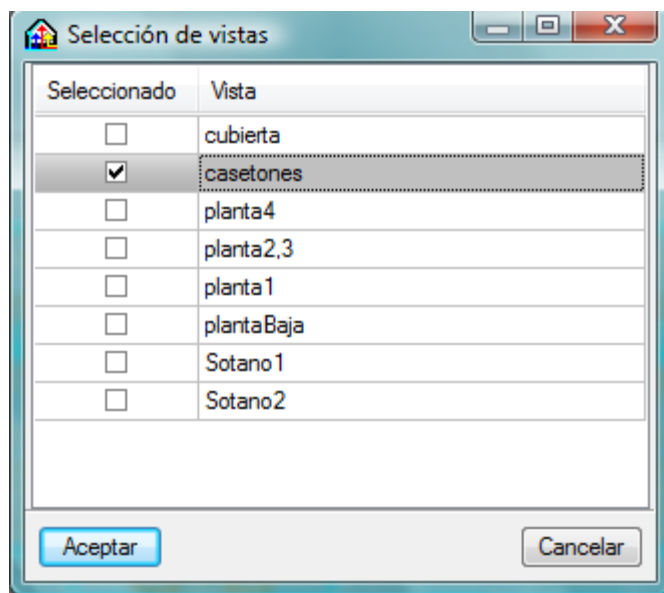 Selección de vistas
Seleccionado Vista
cubierta
casetones
planta4
planta2,3
planta1
plantaBaja
Sotano1
Sotano2
Aceptar Cancelar